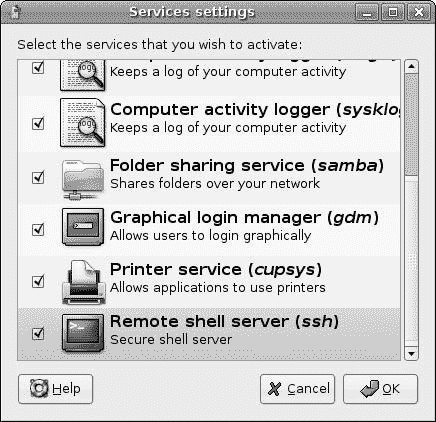 Services settings
Select the services that you wish to activate:
Keeps a log of your computer activity
Computer activity logger (sysklo
Keeps a log of your computer activity
Folder sharing service (samba)
Shares folders over your network
Graphical login manager (gdm)
Allows users to login graphically
Printer service (cupsys)
Allows applications to use printers
Remote shell server (ssh)
Secure shell server
Help
Cancel
OK